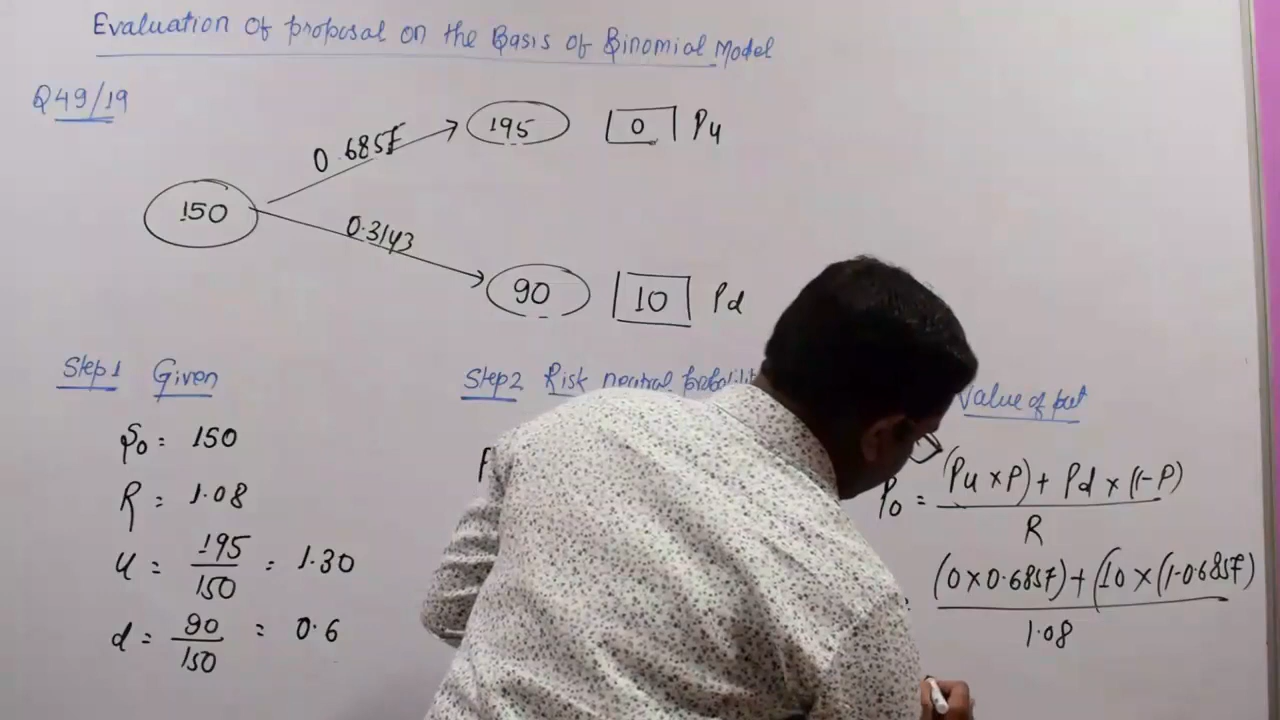 Evaluation of proposal on the Basis of Binomial Model
Q49/19
0.6857
195
0
Pu
150
0.3143
90
10
Pd
Step1 Given
S0 = 150
R = 1.08
u = 195/150 = 1.30
d = 90/150 = 0.6
Step2 Risk neutral
P
Value of put
P0 = (Pu × P) + Pd × (1-P)
R
(0 × 0.6857) + (10 × (1-0.6857)
1.08